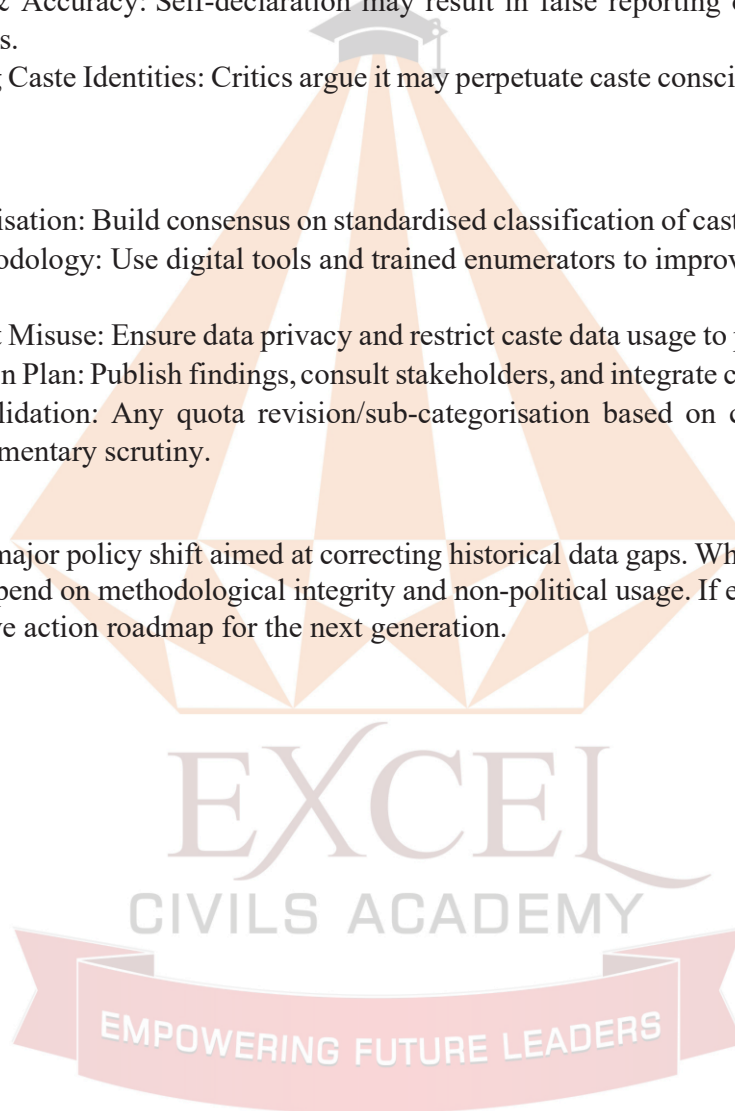 & Accuracy: Self-declaration may result in false reporting
s.
Caste Identities: Critics argue it may perpetuate caste
isation: Build consensus on standardised classification of
odology: Use digital tools and trained enumerators to
Misuse: Ensure data privacy and restrict caste data usage to
n Plan: Publish findings, consult stakeholders, and integrate
lidation: Any quota revision/sub-categorisation based on
mentary scrutiny.
major policy shift aimed at correcting historical data gaps.
pend on methodological integrity and non-political usage. If
ve action roadmap for the next generation.
EXCEL
CIVILS ACADEMY
EMPOWERING FUTURE LEADERS